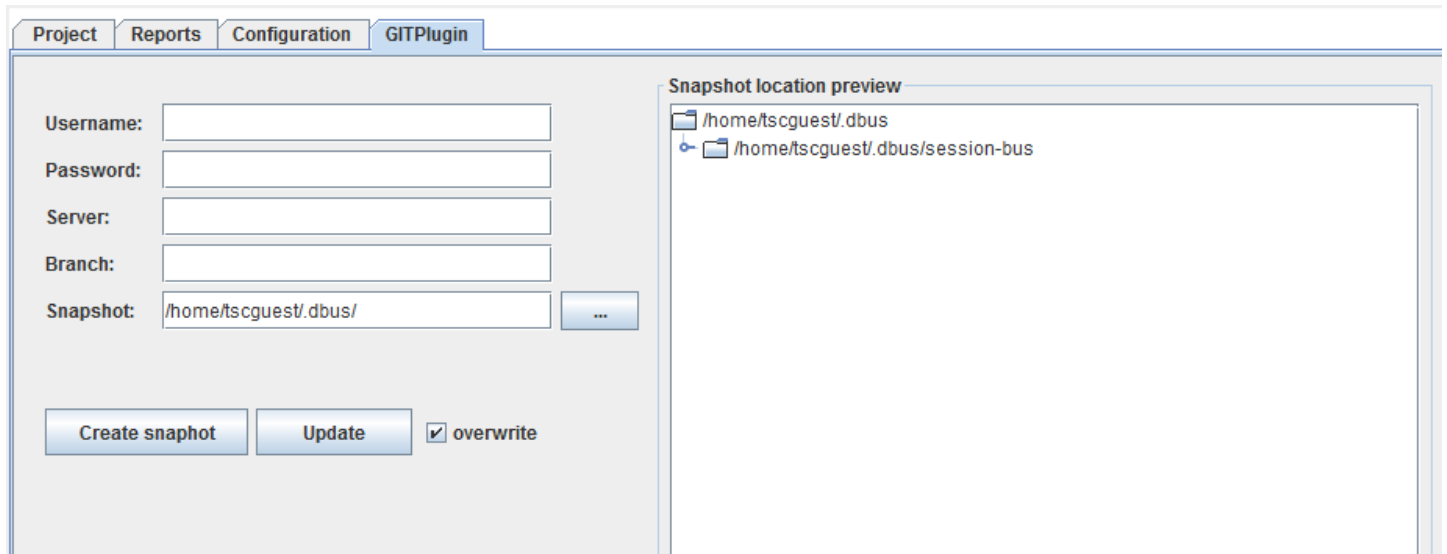 Project Reports Configuration GITPlugin
Username:
Password:
Server:
Branch:
Snapshot: /home/tscguest/.dbus/ ...
Create snaphot Update overwrite
Snapshot location preview
/home/tscguest/.dbus
/home/tscguest/.dbus/session-bus